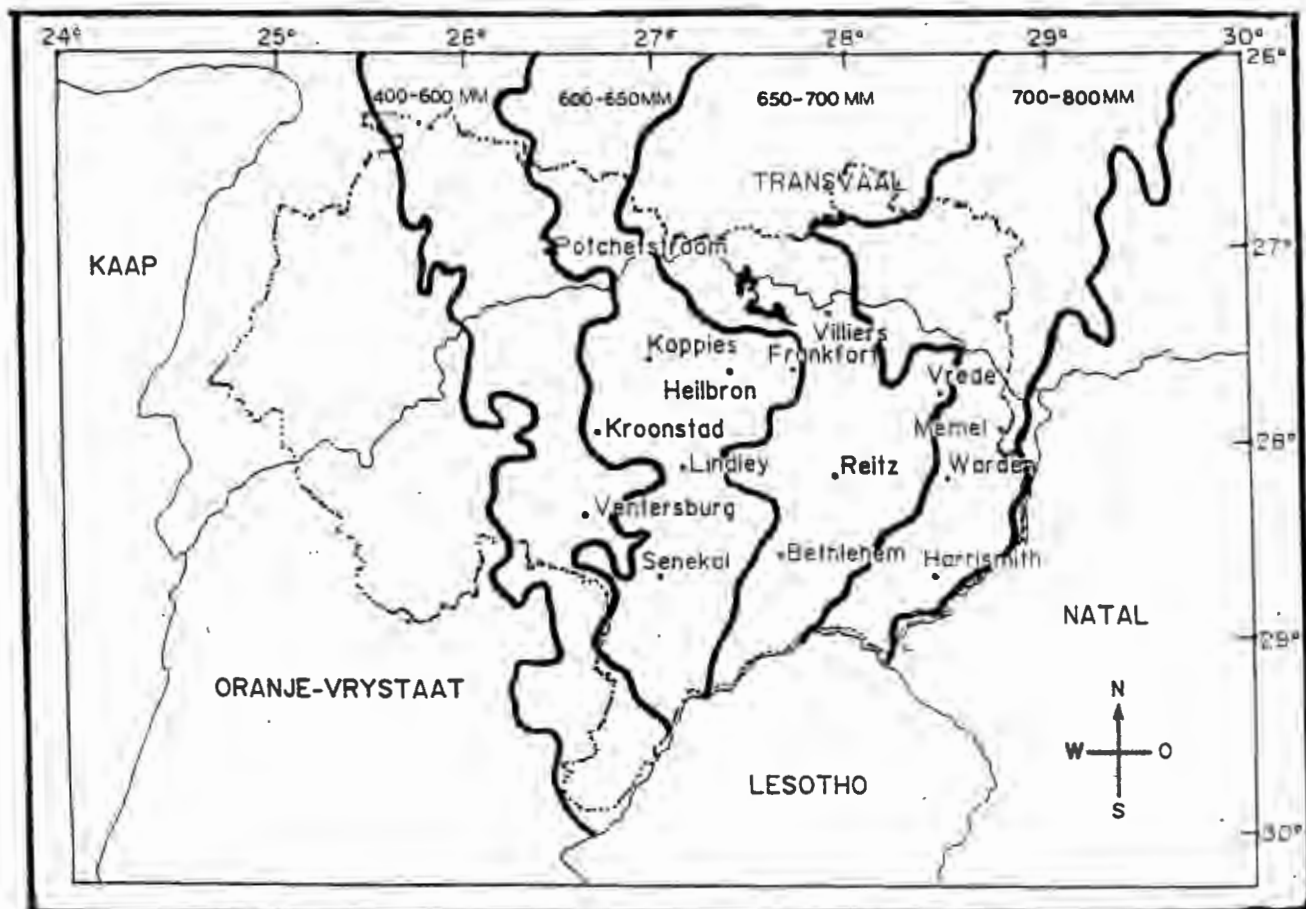 24° 25° 26° 27° 28° 29° 30°
26°
400-600 MM 600-650MM 650-700 MM 700-800MM
TRANSVAAL
27°
Potchefstroom
KAAP
Villiers
Koppies Frankfort
Heilbron Vrede
Kroonstad Memel 28°
Lindley Reitz Warden
Ventersburg
Senekal Bethlehem Harrismith
NATAL
29°
ORANJE-VRYSTAAT
N
W O
LESOTHO
S
30°